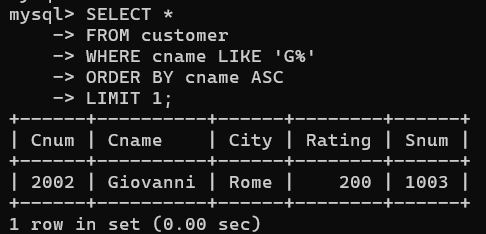 mysql> SELECT *
    -> FROM customer
    -> WHERE cname LIKE 'G%'
    -> ORDER BY cname ASC
    -> LIMIT 1;
+------+----------+------+--------+------+
| Cnum | Cname    | City | Rating | Snum |
+------+----------+------+--------+------+
| 2002 | Giovanni | Rome |    200 | 1003 |
+------+----------+------+--------+------+
1 row in set (0.00 sec)